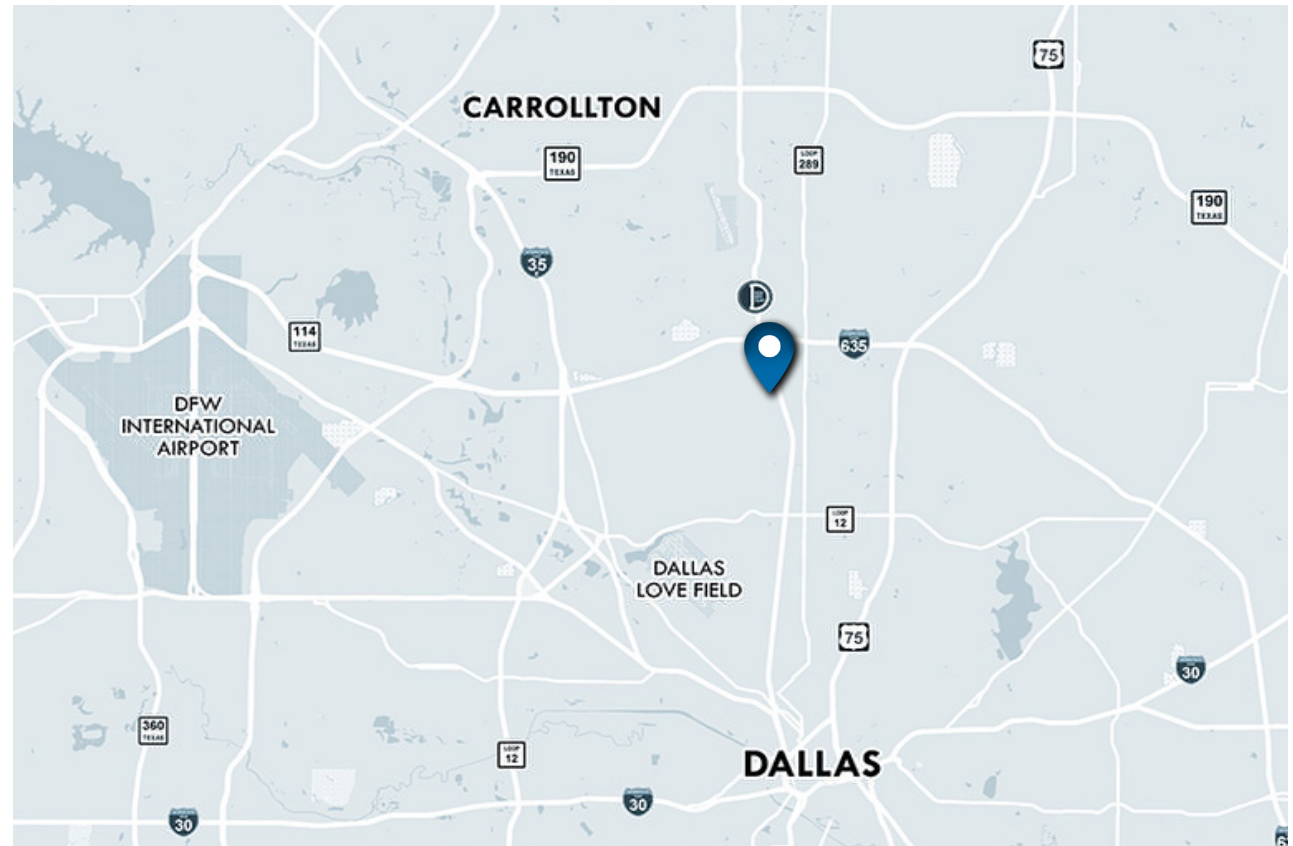 75
CARROLLTON
190
TEXAS
LOOP
289
190
TEXAS
35
D
114
TEXAS
635
DFW
INTERNATIONAL
AIRPORT
LOOP
12
DALLAS
LOVE FIELD
75
30
360
TEXAS
LOOP
12
DALLAS
30
30